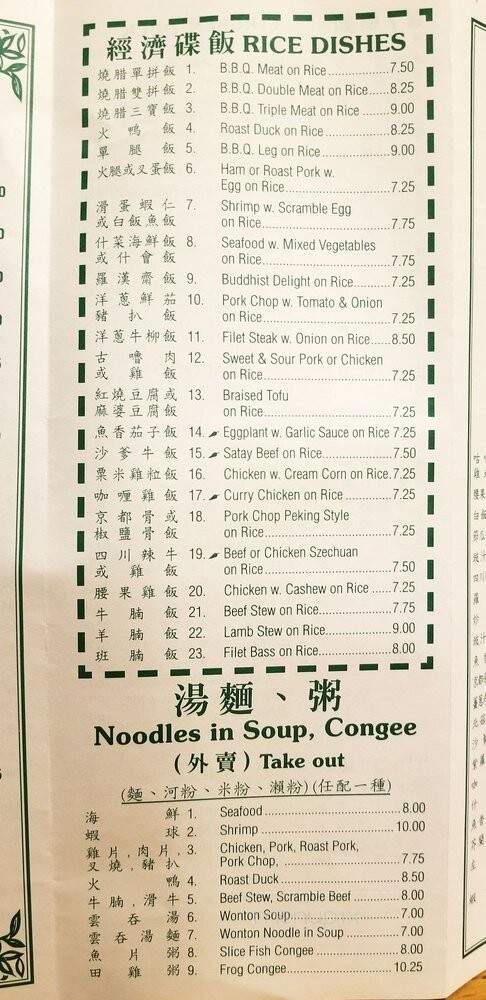 經濟碟飯 RICE DISHES
燒腊單拼飯 1. B.B.Q. Meat on Rice 7.50
燒腊雙拼飯 2. B.B.Q. Double Meat on Rice 8.25
燒腊三寶飯 3. B.B.Q. Triple Meat on Rice 9.00
火鴨飯 4. Roast Duck on Rice 8.25
單腿飯 5. B.B.Q. Leg on Rice 9.00
火腿或叉蛋飯 6. Ham or Roast Pork w.
Egg on Rice 7.25
滑蛋蝦仁 7. Shrimp w. Scramble Egg
或白飯魚飯 on Rice 7.75
什菜海鮮飯 8. Seafood w. Mixed Vegetables
或什會飯 on Rice 7.75
羅漢齋飯 9. Buddhist Delight on Rice 7.25
洋蔥鮮茄 10. Pork Chop w. Tomato & Onion
豬扒飯 on Rice 7.25
洋蔥牛柳飯 11. Filet Steak w. Onion on Rice 8.50
古嚕肉 12. Sweet & Sour Pork or Chicken
或雞飯 on Rice 7.25
紅燒豆腐或 13. Braised Tofu
麻婆豆腐飯 on Rice 7.25
魚香茄子飯 14. Eggplant w. Garlic Sauce on Rice 7.25
沙爹牛飯 15. Satay Beef on Rice 7.50
粟米雞粒飯 16. Chicken w. Cream Corn on Rice 7.25
咖喱雞飯 17. Curry Chicken on Rice 7.25
京都骨或 18. Pork Chop Peking Style
椒鹽骨飯 on Rice 7.25
四川辣牛 19. Beef or Chicken Szechuan
或雞飯 on Rice 7.50
腰果雞飯 20. Chicken w. Cashew on Rice 7.25
牛腩飯 21. Beef Stew on Rice 7.75
羊腩飯 22. Lamb Stew on Rice 9.00
班腩飯 23. Filet Bass on Rice 8.00
湯麵、粥
Noodles in Soup, Congee
(外賣) Take out
(麵、河粉、米粉、瀨粉)(任配一種)
海鮮 1. Seafood 8.00
蝦球 2. Shrimp 10.00
雞片,肉片, 3. Chicken, Pork, Roast Pork,
叉燒,豬扒 Pork Chop, 7.75
火鴨 4. Roast Duck 8.50
牛腩,滑牛 5. Beef Stew, Scramble Beef 8.00
雲吞湯 6. Wonton Soup 7.00
雲吞湯麵 7. Wonton Noodle in Soup 7.00
魚片粥 8. Slice Fish Congee 8.00
田雞粥 9. Frog Congee 10.25